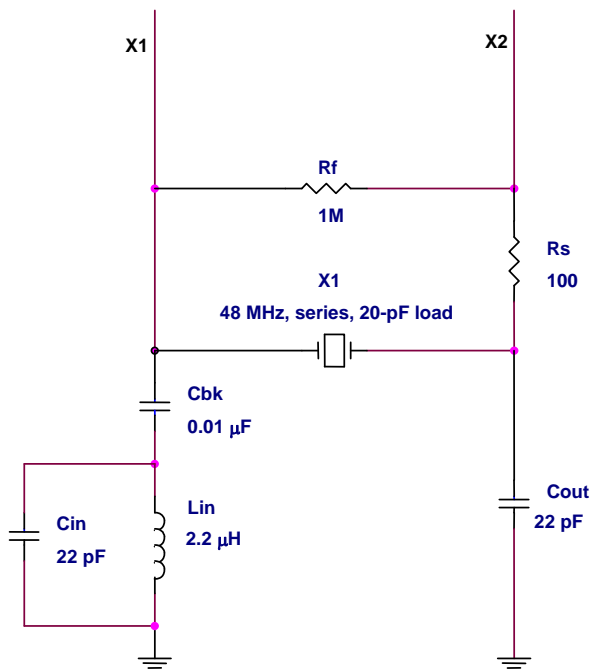 X1
X2
Rf
1M
Rs
100
X1
48 MHz, series, 20-pF load
Cbk
0.01 μF
Cin
22 pF
Lin
2.2 μH
Cout
22 pF